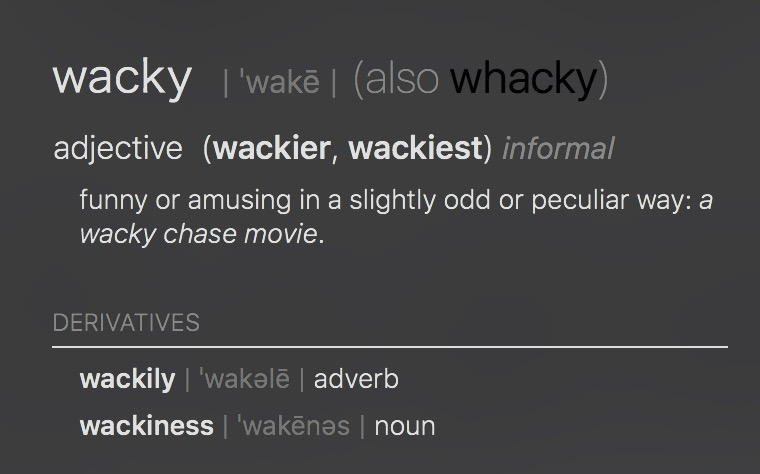 wacky | ˈwakē | (also whacky)
adjective (wackier, wackiest) informal
funny or amusing in a slightly odd or peculiar way: a
wacky chase movie.
DERIVATIVES
wackily | ˈwakəlē | adverb
wackiness | ˈwakēnəs | noun